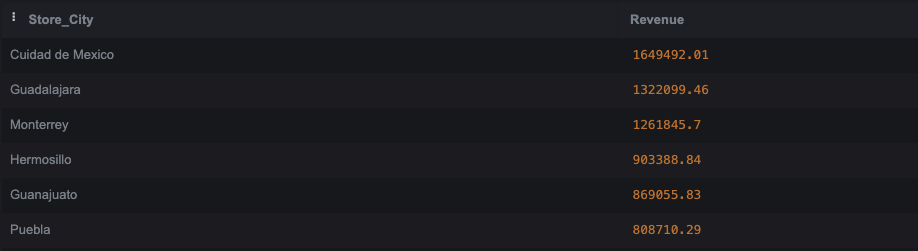 Store_City Revenue
Cuidad de Mexico 1649492.01
Guadalajara 1322099.46
Monterrey 1261845.7
Hermosillo 903388.84
Guanajuato 869055.83
Puebla 808710.29